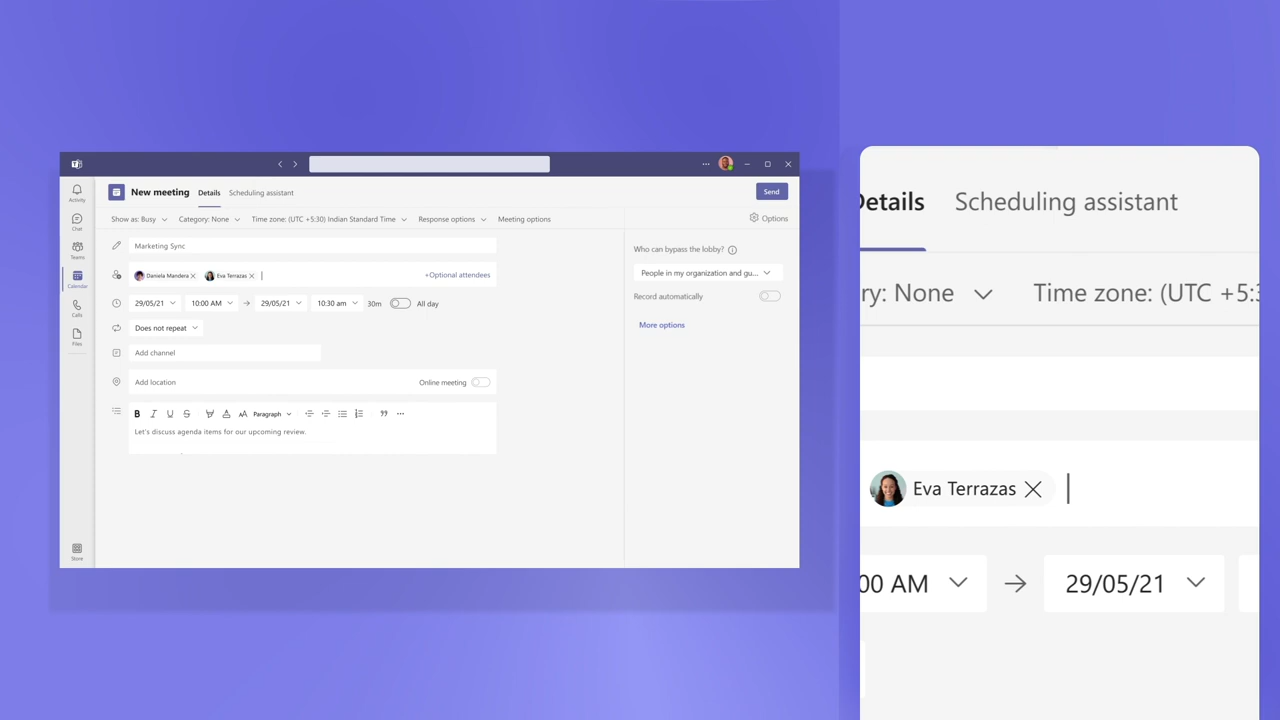 New meeting Details Scheduling assistant Send
Show as: Busy Category: None Time zone: (UTC +5:30) Indian Standard Time Response options Meeting options Options
Activity
Chat
Teams
Calendar
Calls
Files
Store
Marketing Sync
Daniela Mandera Eva Terrazas +Optional attendees
29/05/21 10:00 AM 29/05/21 10:30 am 30m All day
Does not repeat
Add channel
Add location Online meeting
B I U S A AA Paragraph
Let's discuss agenda items for our upcoming review.
Who can bypass the lobby?
People in my organization and gu...
Record automatically
More options
Details Scheduling assistant
ry: None Time zone: (UTC +5:3
Eva Terrazas
00 AM 29/05/21